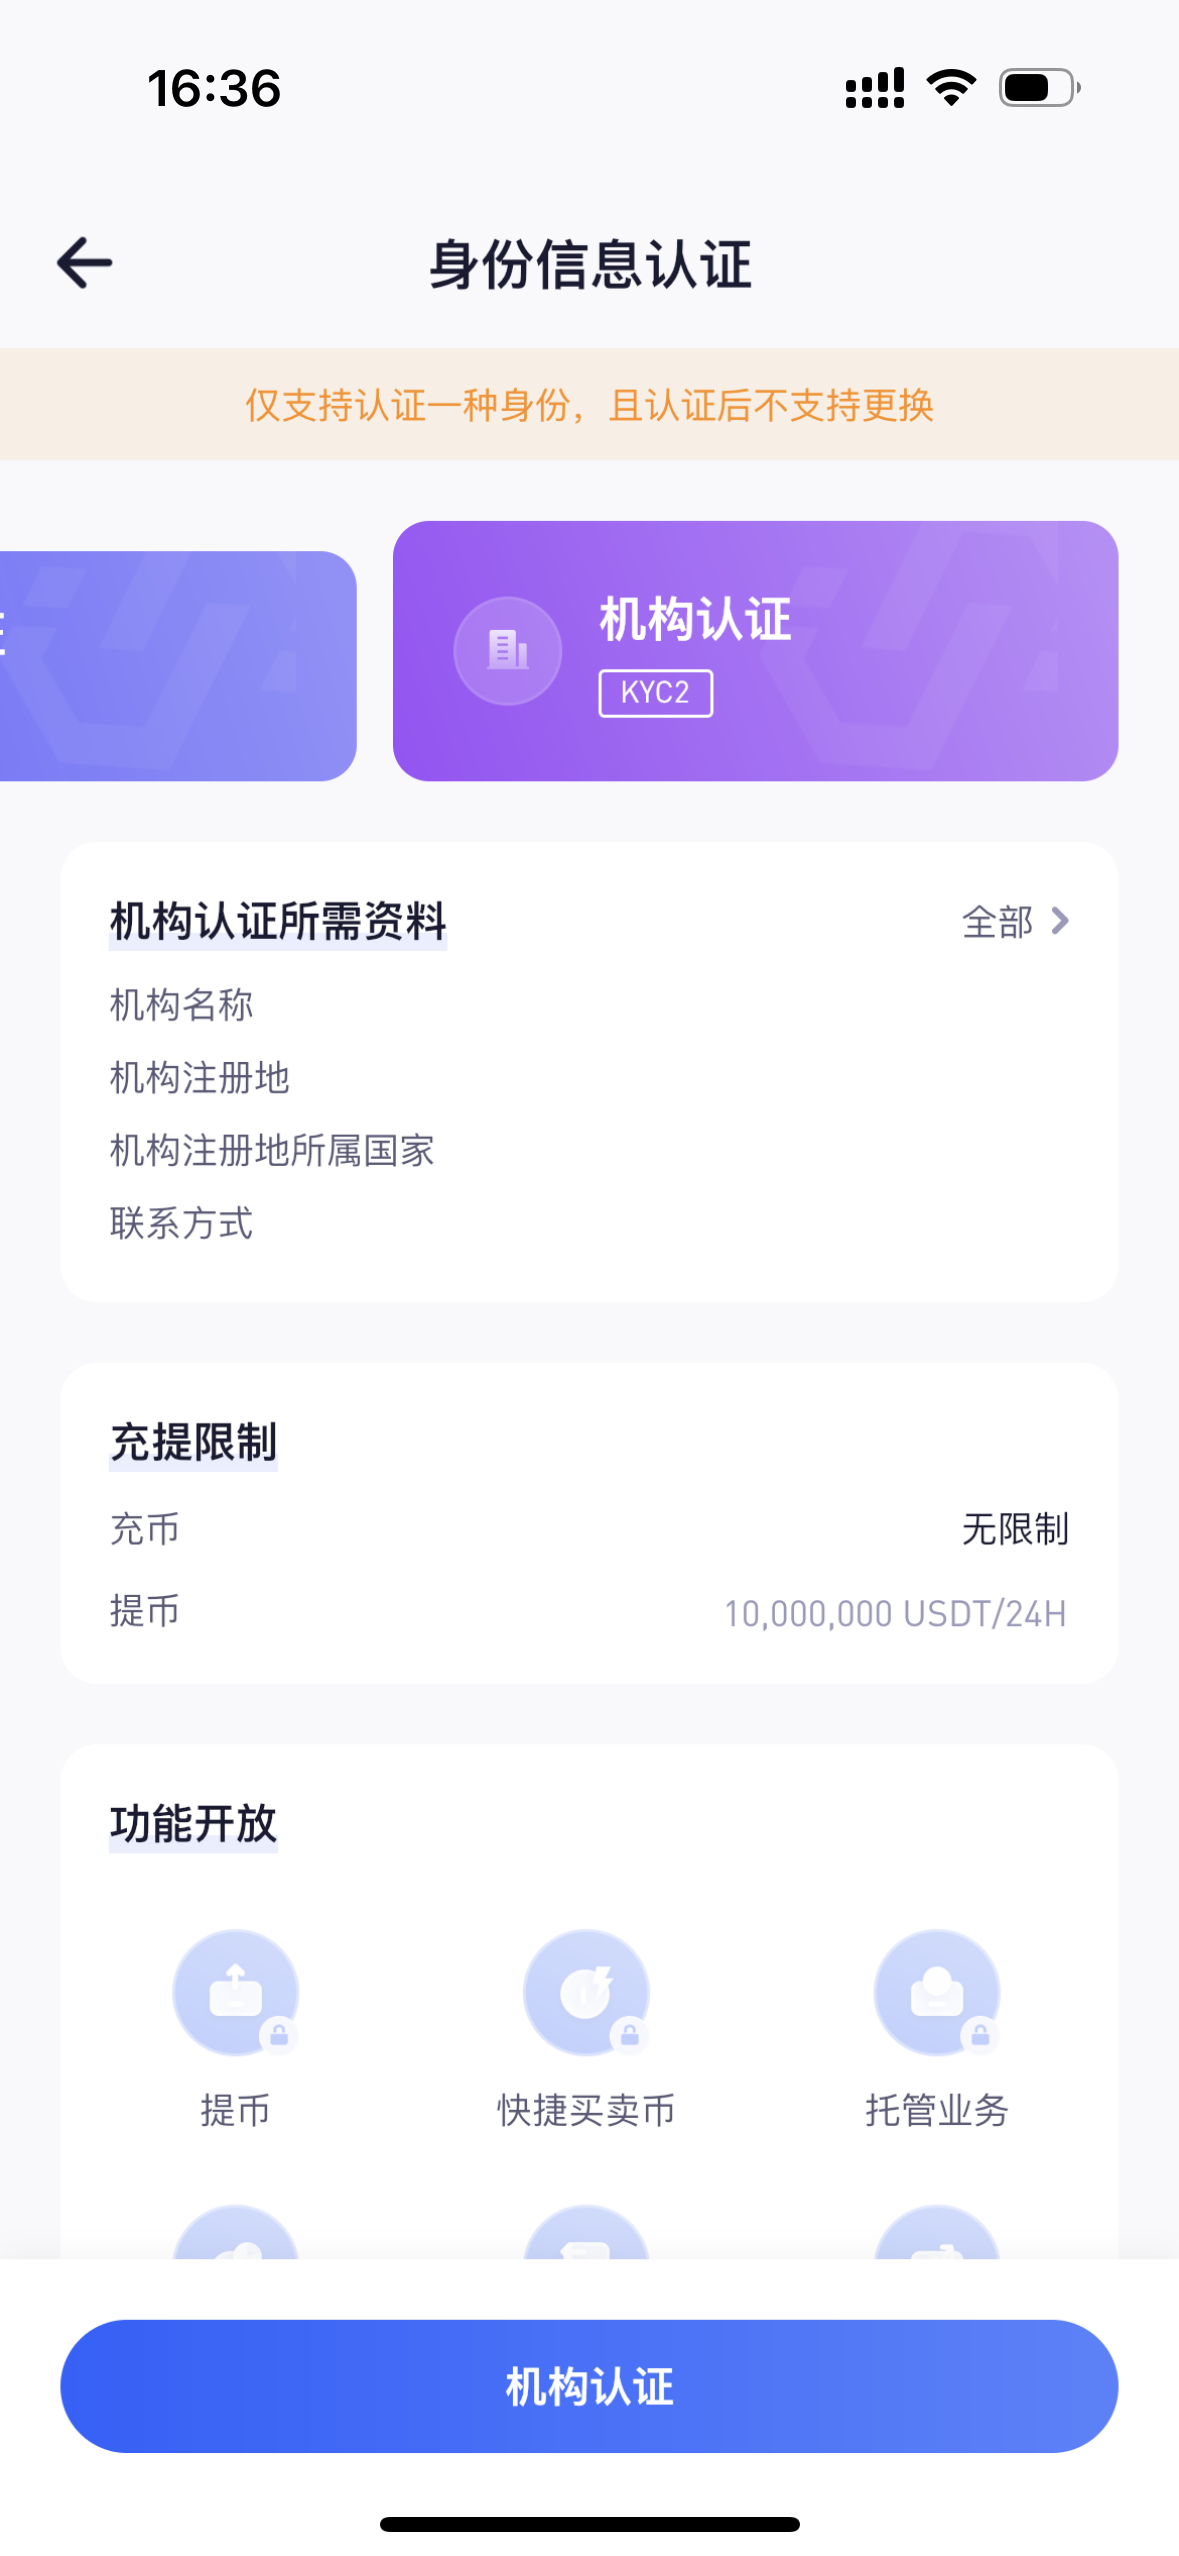 16:36
身份信息认证
仅支持认证一种身份，且认证后不支持更换
机构认证
KYC2
机构认证所需资料
全部
机构名称
机构注册地
机构注册地所属国家
联系方式
充提限制
充币
无限制
提币
10,000,000 USDT/24H
功能开放
提币
快捷买卖币
托管业务
机构认证